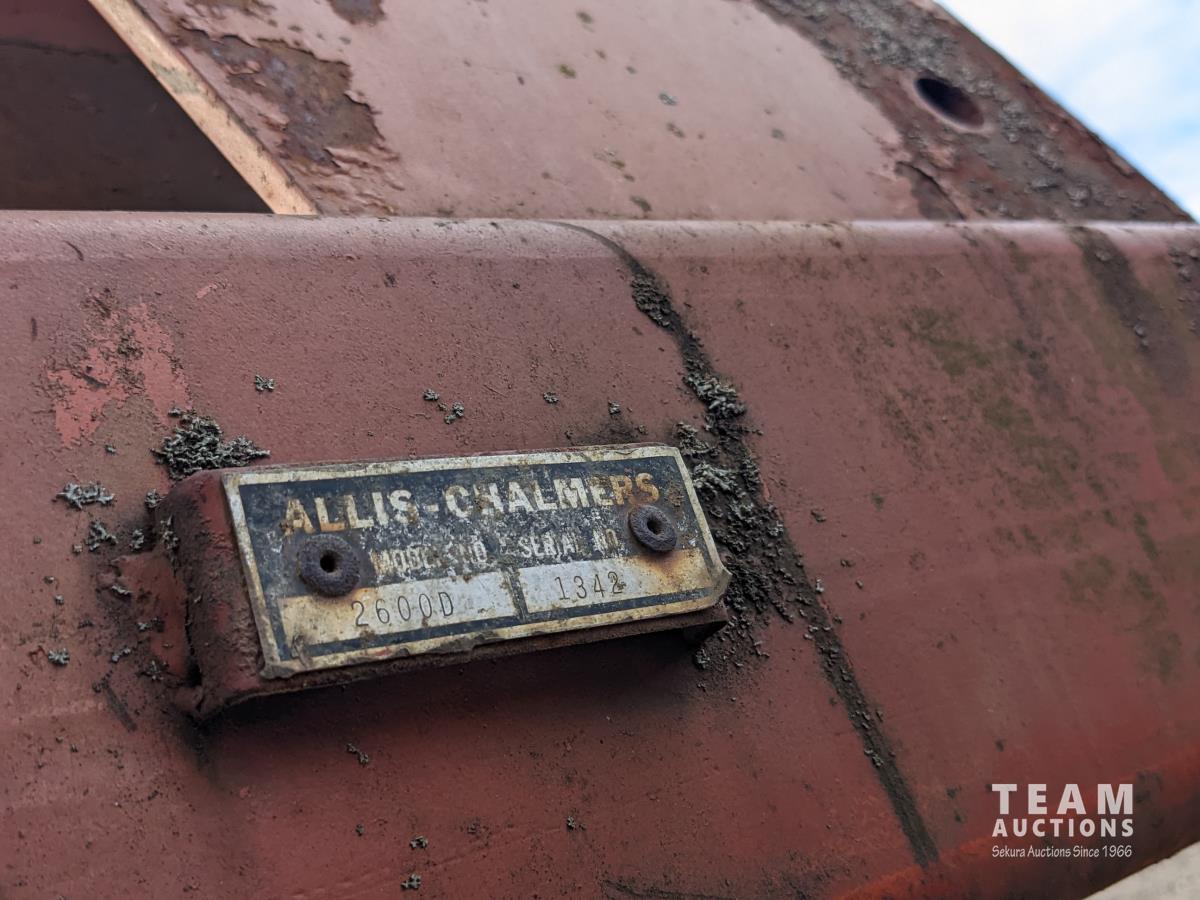 ALLIS-CHALMERS
MODEL NO. SERIAL NO.
2600D 1342
TEAM
AUCTIONS
Sekura Auctions Since 1966